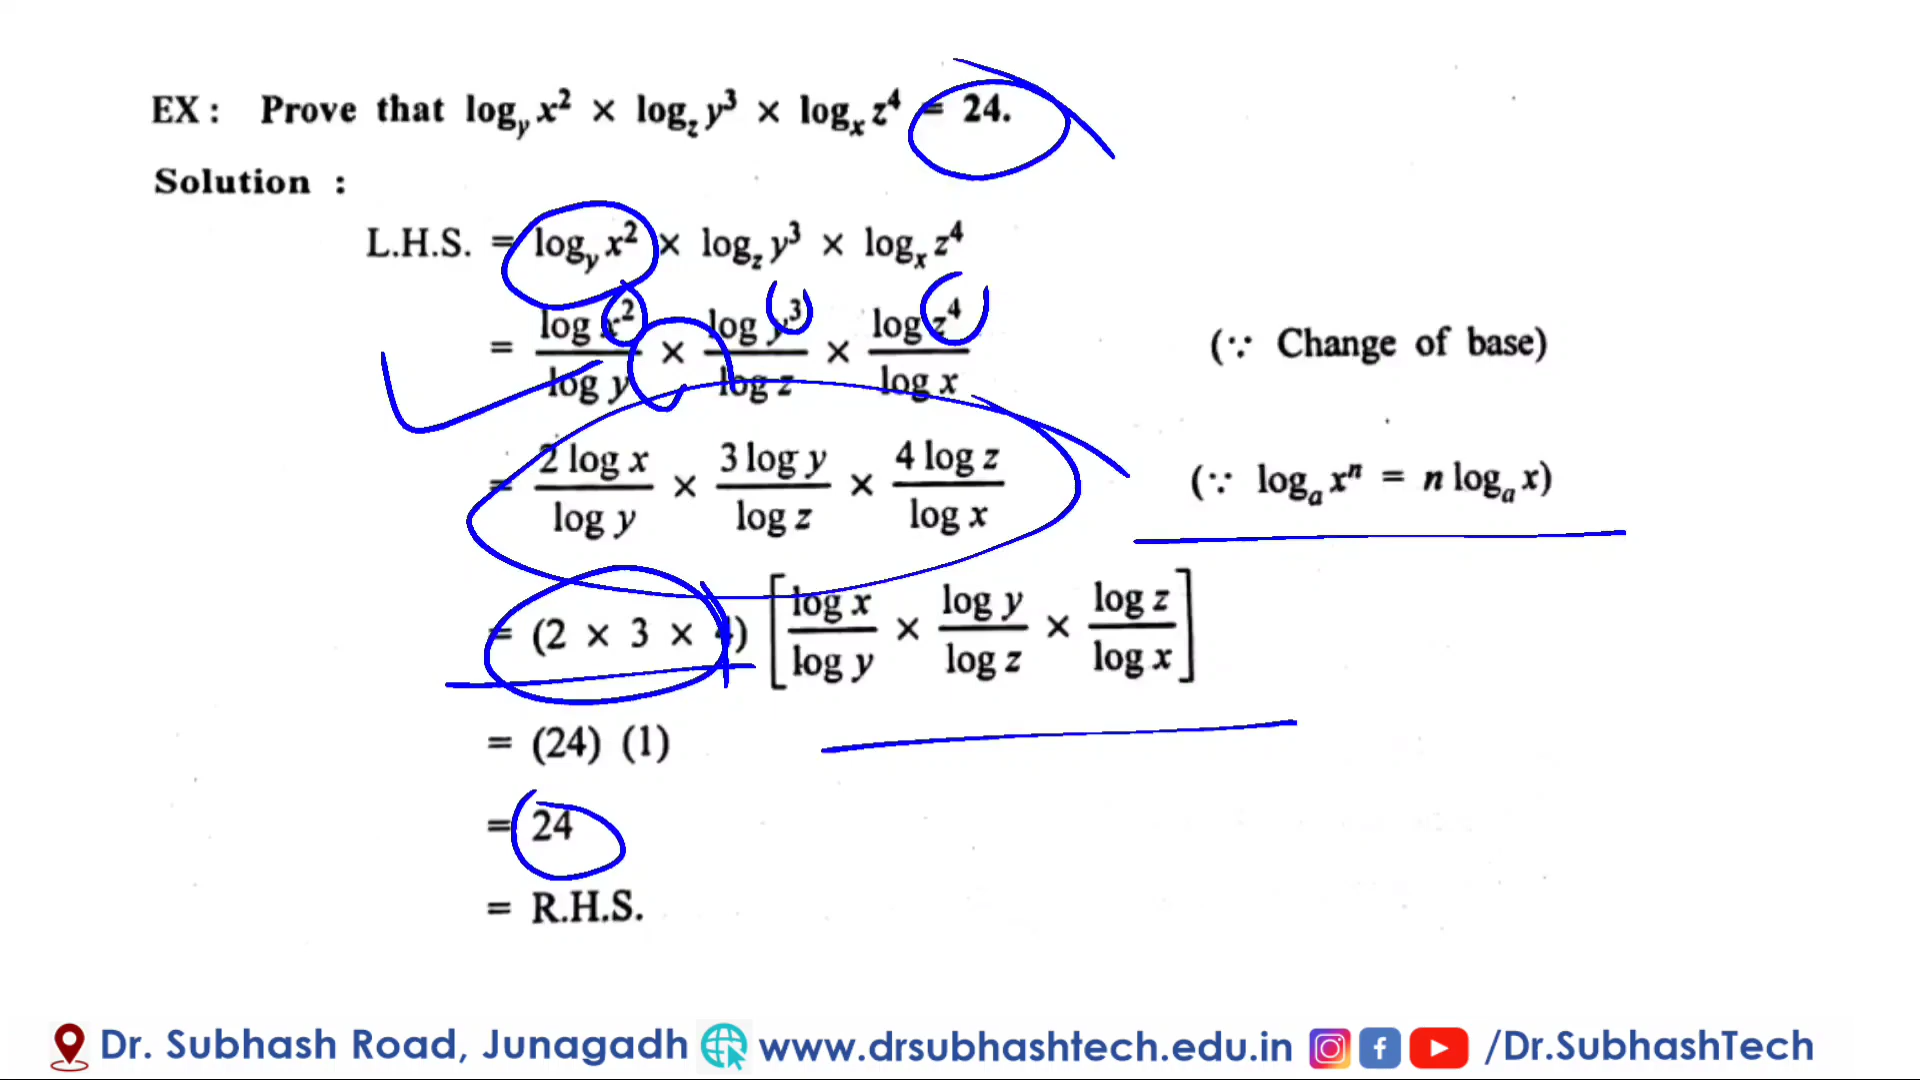 EX : Prove that log_y x² × log_z y³ × log_x z⁴ = 24.
Solution :
L.H.S. = log_y x² × log_z y³ × log_x z⁴
= (log x²)/(log y) × (log y³)/(log z) × (log z⁴)/(log x) (∵ Change of base)
= (2 log x)/(log y) × (3 log y)/(log z) × (4 log z)/(log x) (∵ log_a xⁿ = n log_a x)
= (2 × 3 × 4) [(log x)/(log y) × (log y)/(log z) × (log z)/(log x)]
= (24) (1)
= 24
= R.H.S.
Dr. Subhash Road, Junagadh www.drsubhashtech.edu.in /Dr.SubhashTech